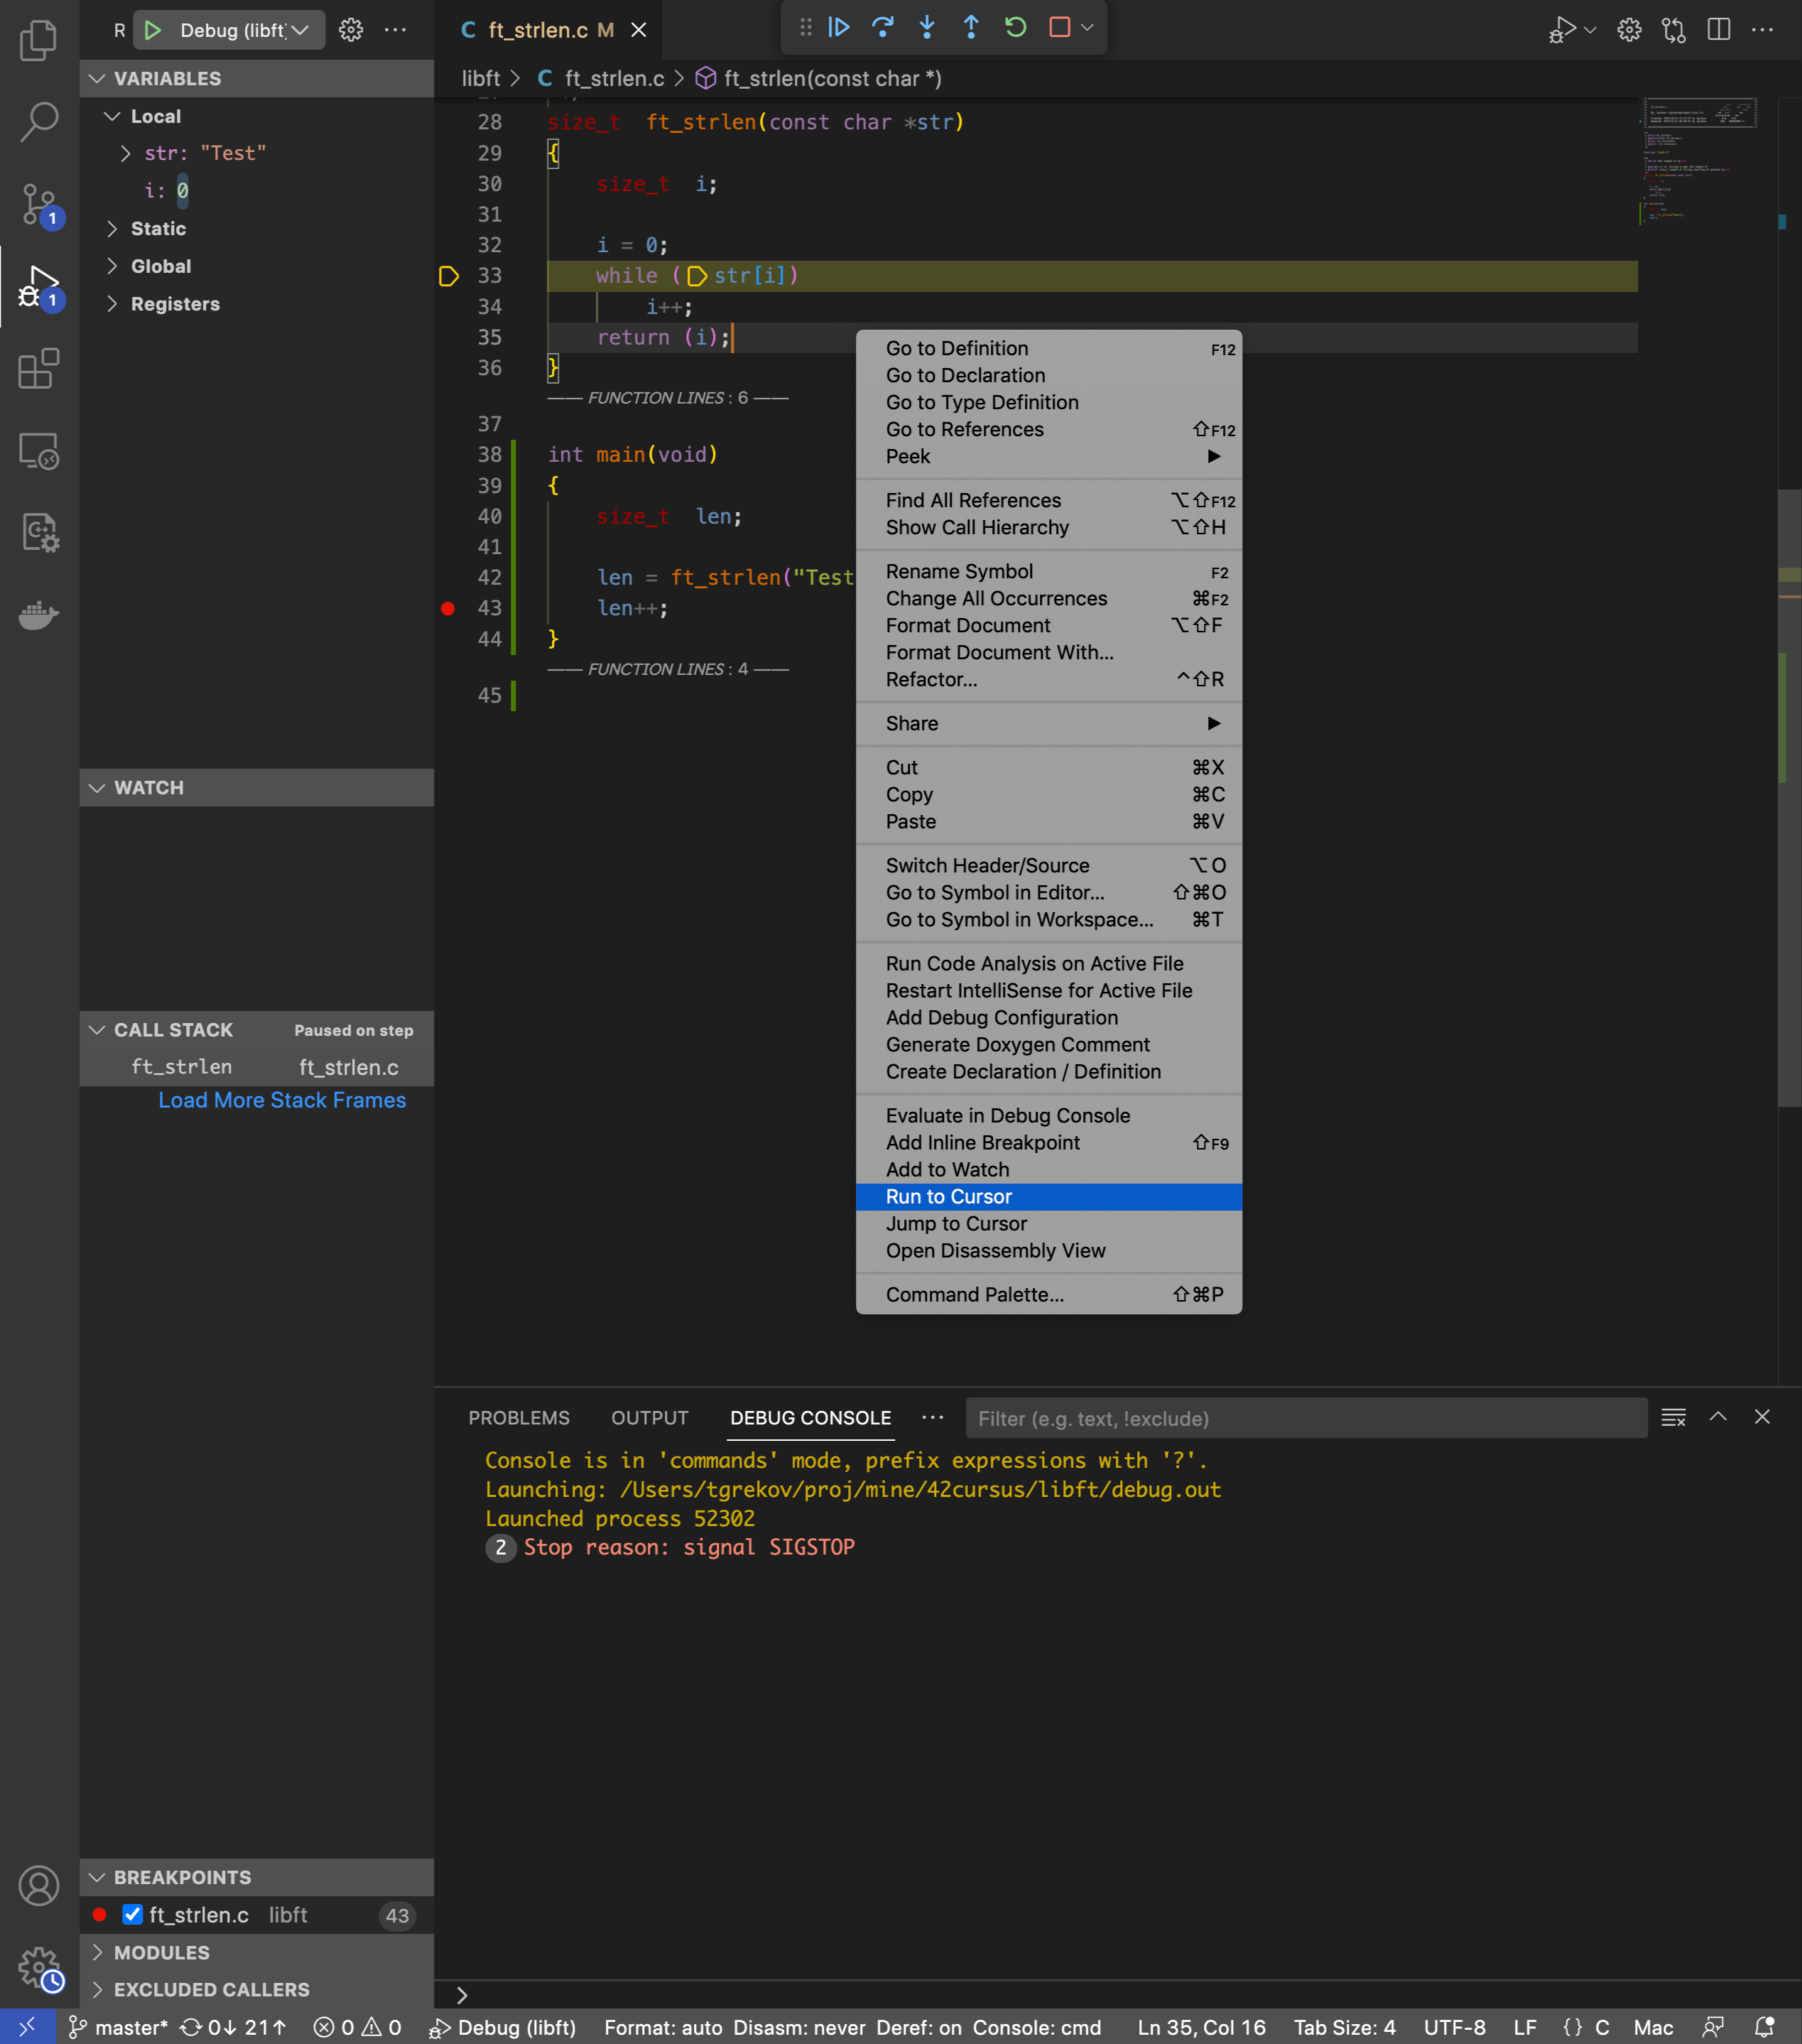 R Debug (libft)
ft_strlen.c M
VARIABLES
Local
str: "Test"
i: 0
Static
Global
Registers
WATCH
CALL STACK Paused on step
ft_strlen ft_strlen.c
Load More Stack Frames
BREAKPOINTS
ft_strlen.c libft 43
MODULES
EXCLUDED CALLERS
1
1
libft > C ft_strlen.c > ft_strlen(const char *)
28 size_t ft_strlen(const char *str)
29 {
30 size_t i;
31
32 i = 0;
33 while (str[i])
34 i++;
35 return (i);
36 }
—— FUNCTION LINES : 6 ——
37
38 int main(void)
39 {
40 size_t len;
41
42 len = ft_strlen("Test
43 len++;
44 }
—— FUNCTION LINES : 4 ——
45
Go to Definition F12
Go to Declaration
Go to Type Definition
Go to References ⇧F12
Peek ▶
Find All References ⌥⇧F12
Show Call Hierarchy ⌥⇧H
Rename Symbol F2
Change All Occurrences ⌘F2
Format Document ⌥⇧F
Format Document With...
Refactor... ^⇧R
Share ▶
Cut ⌘X
Copy ⌘C
Paste ⌘V
Switch Header/Source ⌥O
Go to Symbol in Editor... ⇧⌘O
Go to Symbol in Workspace... ⌘T
Run Code Analysis on Active File
Restart IntelliSense for Active File
Add Debug Configuration
Generate Doxygen Comment
Create Declaration / Definition
Evaluate in Debug Console
Add Inline Breakpoint ⇧F9
Add to Watch
Run to Cursor
Jump to Cursor
Open Disassembly View
Command Palette... ⇧⌘P
PROBLEMS OUTPUT DEBUG CONSOLE ··· Filter (e.g. text, !exclude)
Console is in 'commands' mode, prefix expressions with '?'.
Launching: /Users/tgrekov/proj/mine/42cursus/libft/debug.out
Launched process 52302
2 Stop reason: signal SIGSTOP
>
master* 0↓ 21↑ 0 0 Debug (libft) Format: auto Disasm: never Deref: on Console: cmd Ln 35, Col 16 Tab Size: 4 UTF-8 LF {} C Mac